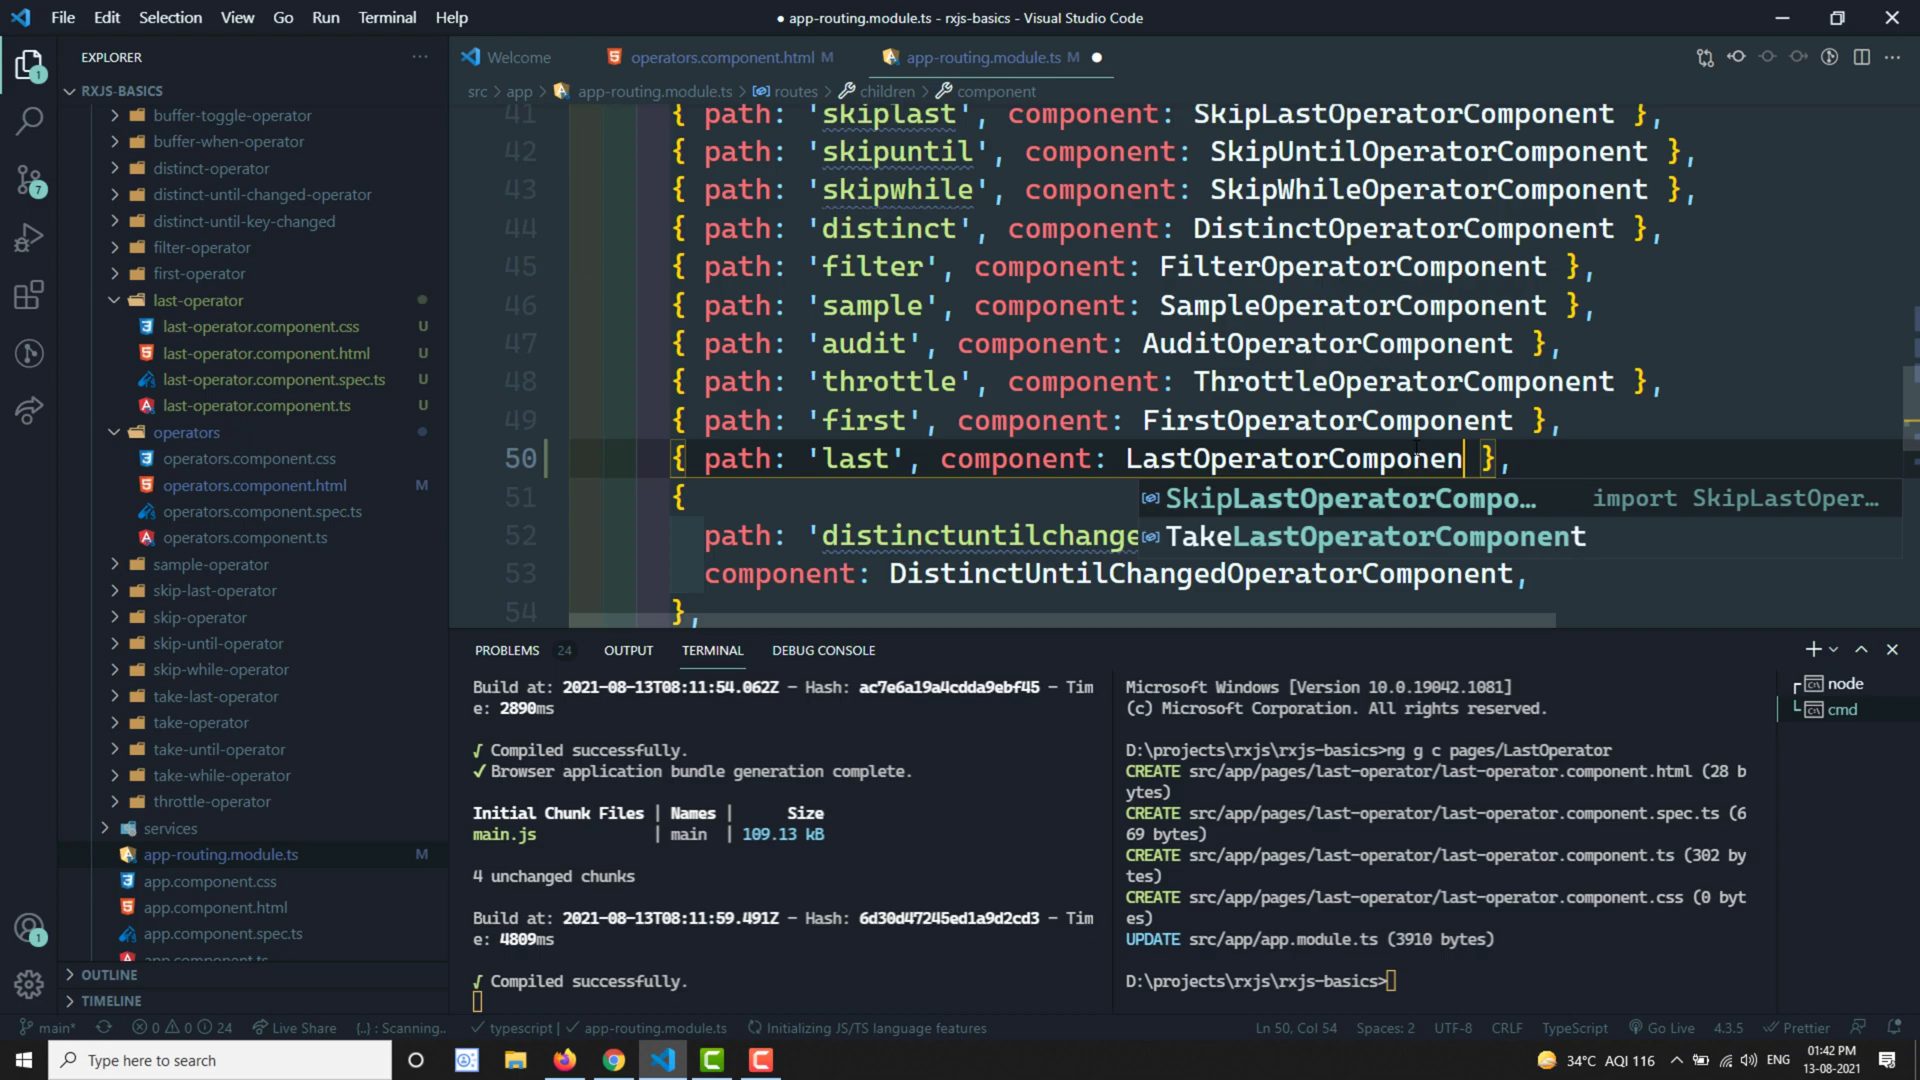 File Edit Selection View Go Run Terminal Help
● app-routing.module.ts - rxjs-basics - Visual Studio Code
EXPLORER
RXJS-BASICS
buffer-toggle-operator
buffer-when-operator
distinct-operator
distinct-until-changed-operator
distinct-until-key-changed
filter-operator
first-operator
last-operator
last-operator.component.css U
last-operator.component.html U
last-operator.component.spec.ts U
last-operator.component.ts U
operators
operators.component.css
operators.component.html M
operators.component.spec.ts
operators.component.ts
sample-operator
skip-last-operator
skip-operator
skip-until-operator
skip-while-operator
take-last-operator
take-operator
take-until-operator
take-while-operator
throttle-operator
services
app-routing.module.ts M
app.component.css
app.component.html
app.component.spec.ts
app.component.ts
OUTLINE
TIMELINE
1
7
1
Welcome operators.component.html M app-routing.module.ts M ●
src > app > app-routing.module.ts > routes > children > component
41 { path: 'skiplast', component: SkipLastOperatorComponent },
42 { path: 'skipuntil', component: SkipUntilOperatorComponent },
43 { path: 'skipwhile', component: SkipWhileOperatorComponent },
44 { path: 'distinct', component: DistinctOperatorComponent },
45 { path: 'filter', component: FilterOperatorComponent },
46 { path: 'sample', component: SampleOperatorComponent },
47 { path: 'audit', component: AuditOperatorComponent },
48 { path: 'throttle', component: ThrottleOperatorComponent },
49 { path: 'first', component: FirstOperatorComponent },
50 { path: 'last', component: LastOperatorComponen },
51 {
SkipLastOperatorCompo… import SkipLastOper…
52 path: 'distinctuntilchange
TakeLastOperatorComponent
53 component: DistinctUntilChangedOperatorComponent,
54 },
PROBLEMS 24 OUTPUT TERMINAL DEBUG CONSOLE
Build at: 2021-08-13T08:11:54.062Z - Hash: ac7e6a19a4cdda9ebf45 - Tim
e: 2890ms
√ Compiled successfully.
✔ Browser application bundle generation complete.
Initial Chunk Files | Names | Size
main.js | main | 109.13 kB
4 unchanged chunks
Build at: 2021-08-13T08:11:59.491Z - Hash: 6d30d47245ed1a9d2cd3 - Tim
e: 4809ms
√ Compiled successfully.
Microsoft Windows [Version 10.0.19042.1081]
(c) Microsoft Corporation. All rights reserved.
D:\projects\rxjs\rxjs-basics>ng g c pages/LastOperator
CREATE src/app/pages/last-operator/last-operator.component.html (28 b
ytes)
CREATE src/app/pages/last-operator/last-operator.component.spec.ts (6
69 bytes)
CREATE src/app/pages/last-operator/last-operator.component.ts (302 by
tes)
CREATE src/app/pages/last-operator/last-operator.component.css (0 byt
es)
UPDATE src/app/app.module.ts (3910 bytes)
D:\projects\rxjs\rxjs-basics>
node
cmd
main* 0 0 24 Live Share {..} : Scanning.. typescript | app-routing.module.ts Initializing JS/TS language features Ln 50, Col 54 Spaces: 2 UTF-8 CRLF TypeScript Go Live 4.3.5 Prettier
Type here to search
34°C AQI 116 ENG
01:42 PM
13-08-2021